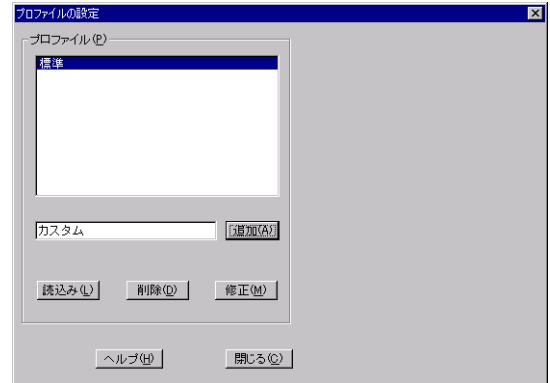 プロファイルの設定
プロファイル(P)
標準
カスタム
追加(A)
読込み(L)
削除(D)
修正(M)
ヘルプ(H)
閉じる(C)